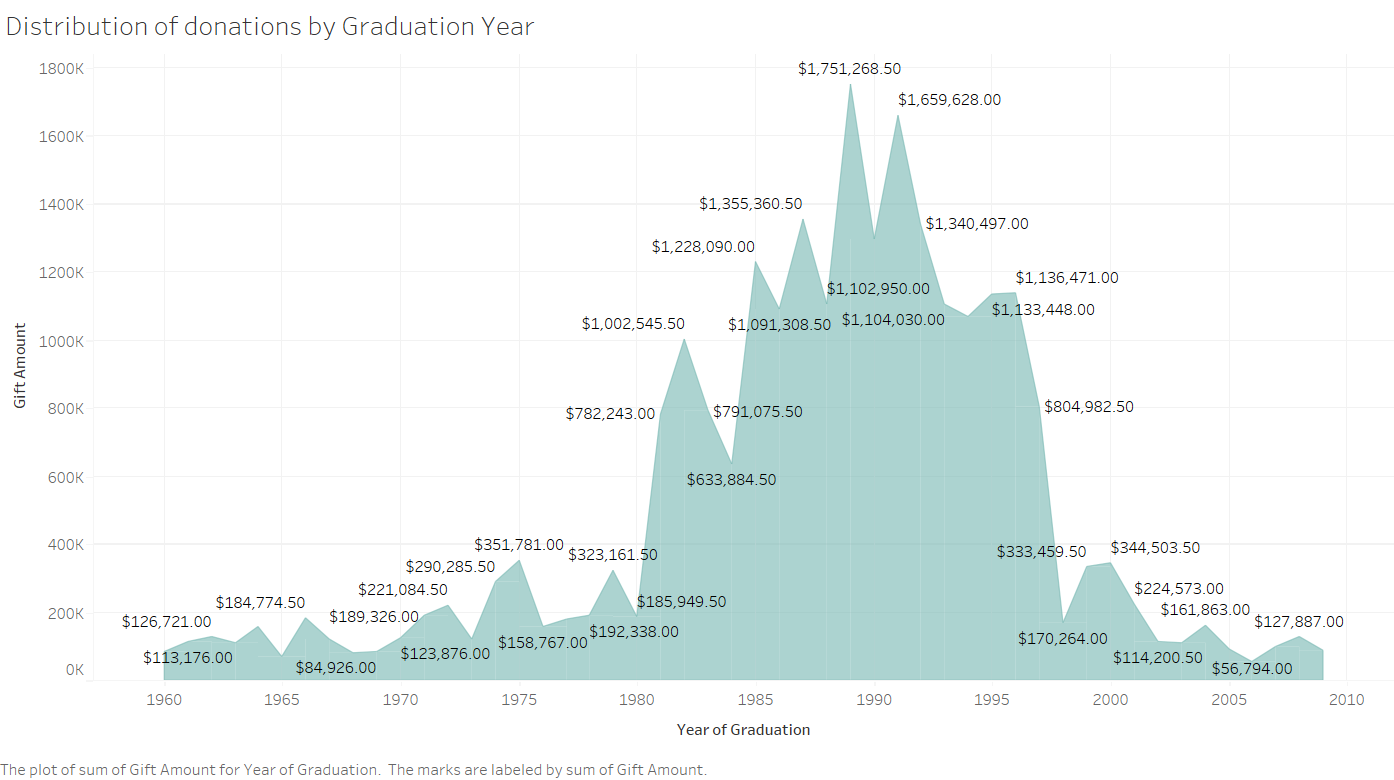 Distribution of donations by Graduation Year
1800K
$1,751,268.50
$1,659,628.00
1600K
1400K
$1,355,360.50
$1,340,497.00
$1,228,090.00
1200K
$1,136,471.00
$1,102,950.00
$1,133,448.00
$1,104,030.00
$1,091,308.50
$1,002,545.50
1000K
Gift Amount
800K
$782,243.00
$791,075.50
$804,982.50
600K
$633,884.50
400K
$351,781.00
$323,161.50
$333,459.50
$344,503.50
$290,285.50
$221,084.50
$224,573.00
$184,774.50
$185,949.50
$161,863.00
200K
$126,721.00
$189,326.00
$127,887.00
$192,338.00
$158,767.00
$170,264.00
$113,176.00
$123,876.00
$114,200.50
0K
$84,926.00
$56,794.00
1960 1965 1970 1975 1980 1985 1990 1995 2000 2005 2010
Year of Graduation
The plot of sum of Gift Amount for Year of Graduation. The marks are labeled by sum of Gift Amount.